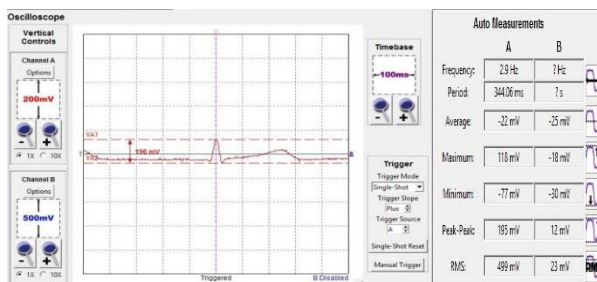 Oscilloscope
Vertical
Controls
Channel A
Options
200mV
- +
1X 10X
Channel B
Options
500mV
- +
1X 10X
VA1
196 mV
T
A
Triggered
B Disabled
Timebase
100ms
- +
Trigger
Trigger Mode
Single-Shot
Trigger Slope
Plus
Trigger Source
A
Single-Shot Reset
Manual Trigger
Auto Measurements
A B
Frequency: 2.9 Hz ? Hz
Period: 344.06 ms ? s
Average: -22 mV -25 mV
Maximum: 118 mV -18 mV
Minimum: -77 mV -30 mV
Peak-Peak: 195 mV 12 mV
RMS: 499 mV 23 mV